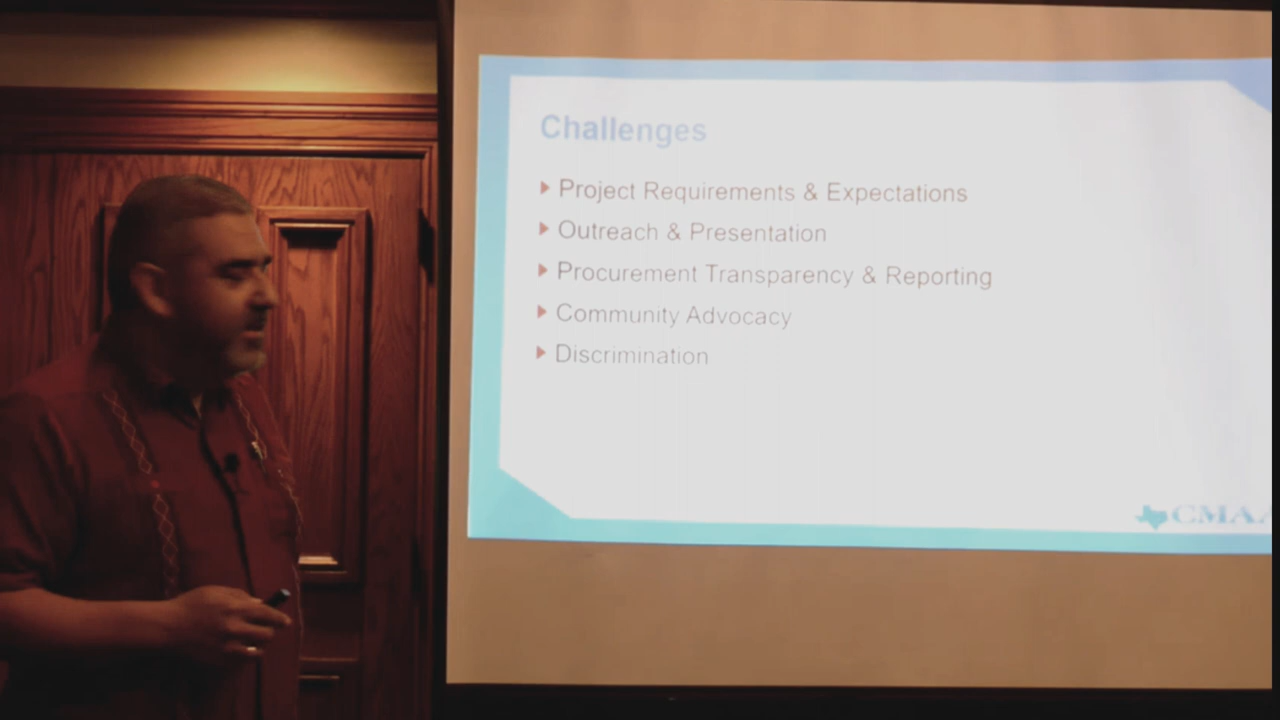 Challenges
Project Requirements & Expectations
Outreach & Presentation
Procurement Transparency & Reporting
Community Advocacy
Discrimination
CMAA